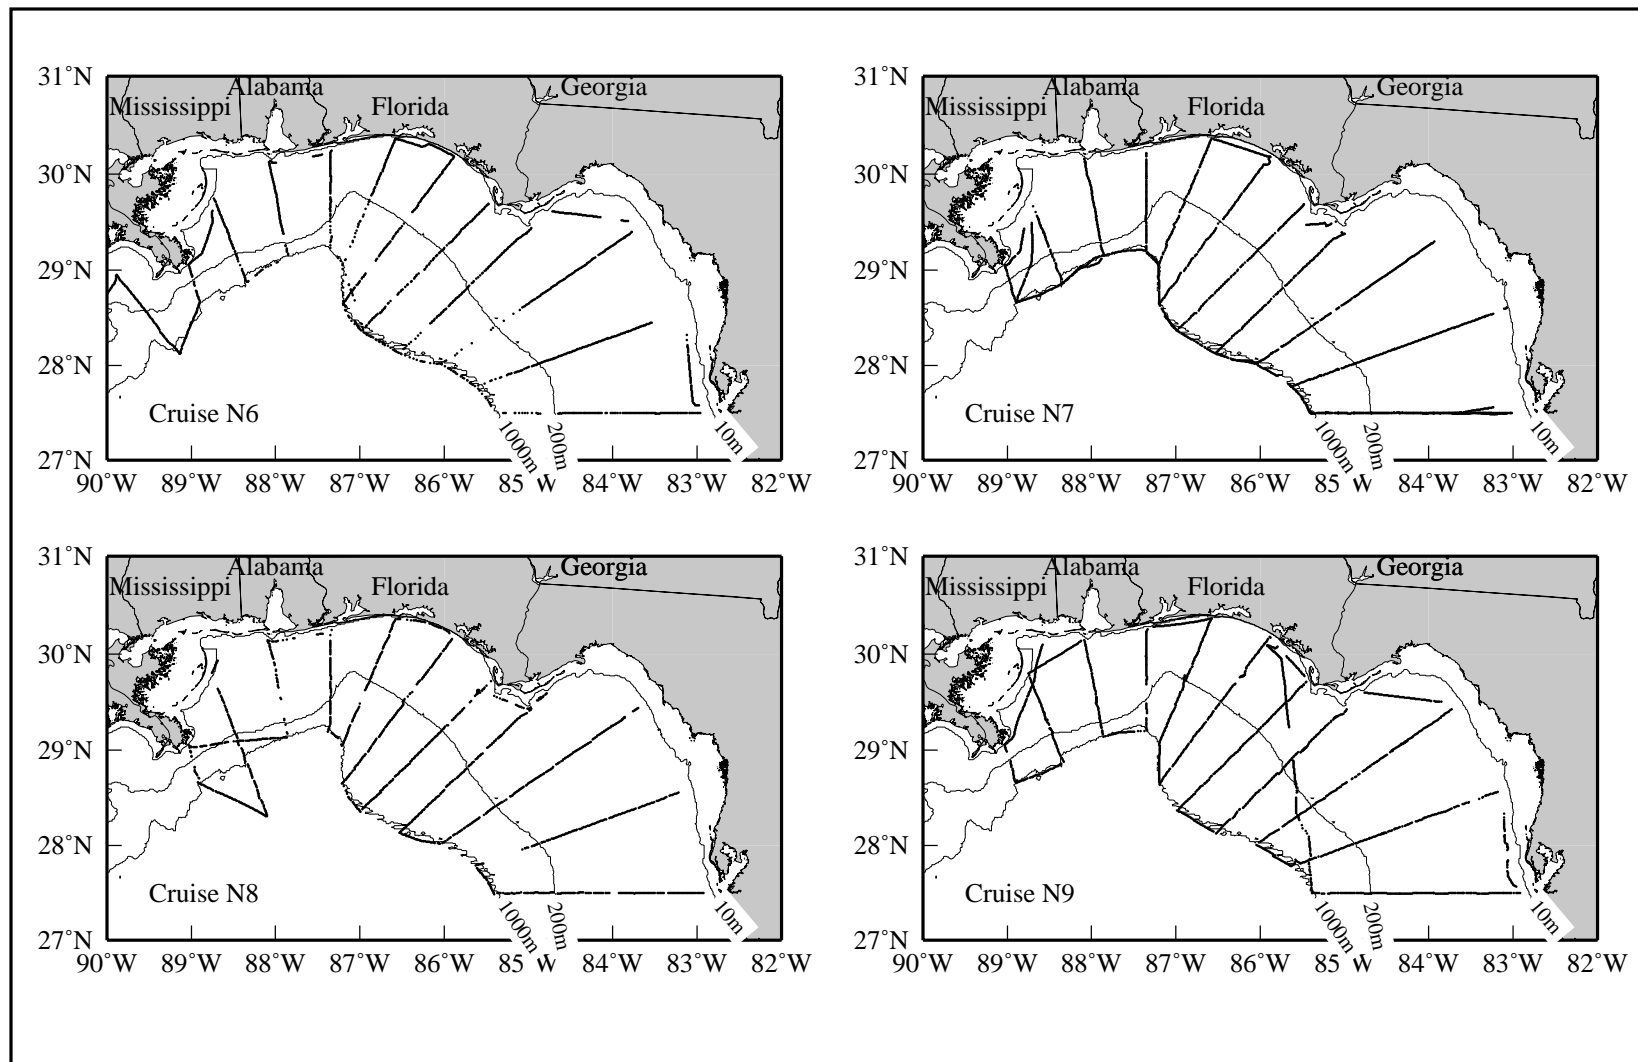 31°N
Alabama
Georgia
Mississippi
Florida
30°N
29°N
28°N
Cruise N6
1000m
200m
10m
27°N
90°W 89°W 88°W 87°W 86°W 85°W 84°W 83°W 82°W
31°N
Alabama
Georgia
Mississippi
Florida
30°N
29°N
28°N
Cruise N7
1000m
200m
10m
27°N
90°W 89°W 88°W 87°W 86°W 85°W 84°W 83°W 82°W
31°N
Alabama
Georgia
Mississippi
Florida
30°N
29°N
28°N
Cruise N8
1000m
200m
10m
27°N
90°W 89°W 88°W 87°W 86°W 85°W 84°W 83°W 82°W
31°N
Alabama
Georgia
Mississippi
Florida
30°N
29°N
28°N
Cruise N9
1000m
200m
10m
27°N
90°W 89°W 88°W 87°W 86°W 85°W 84°W 83°W 82°W